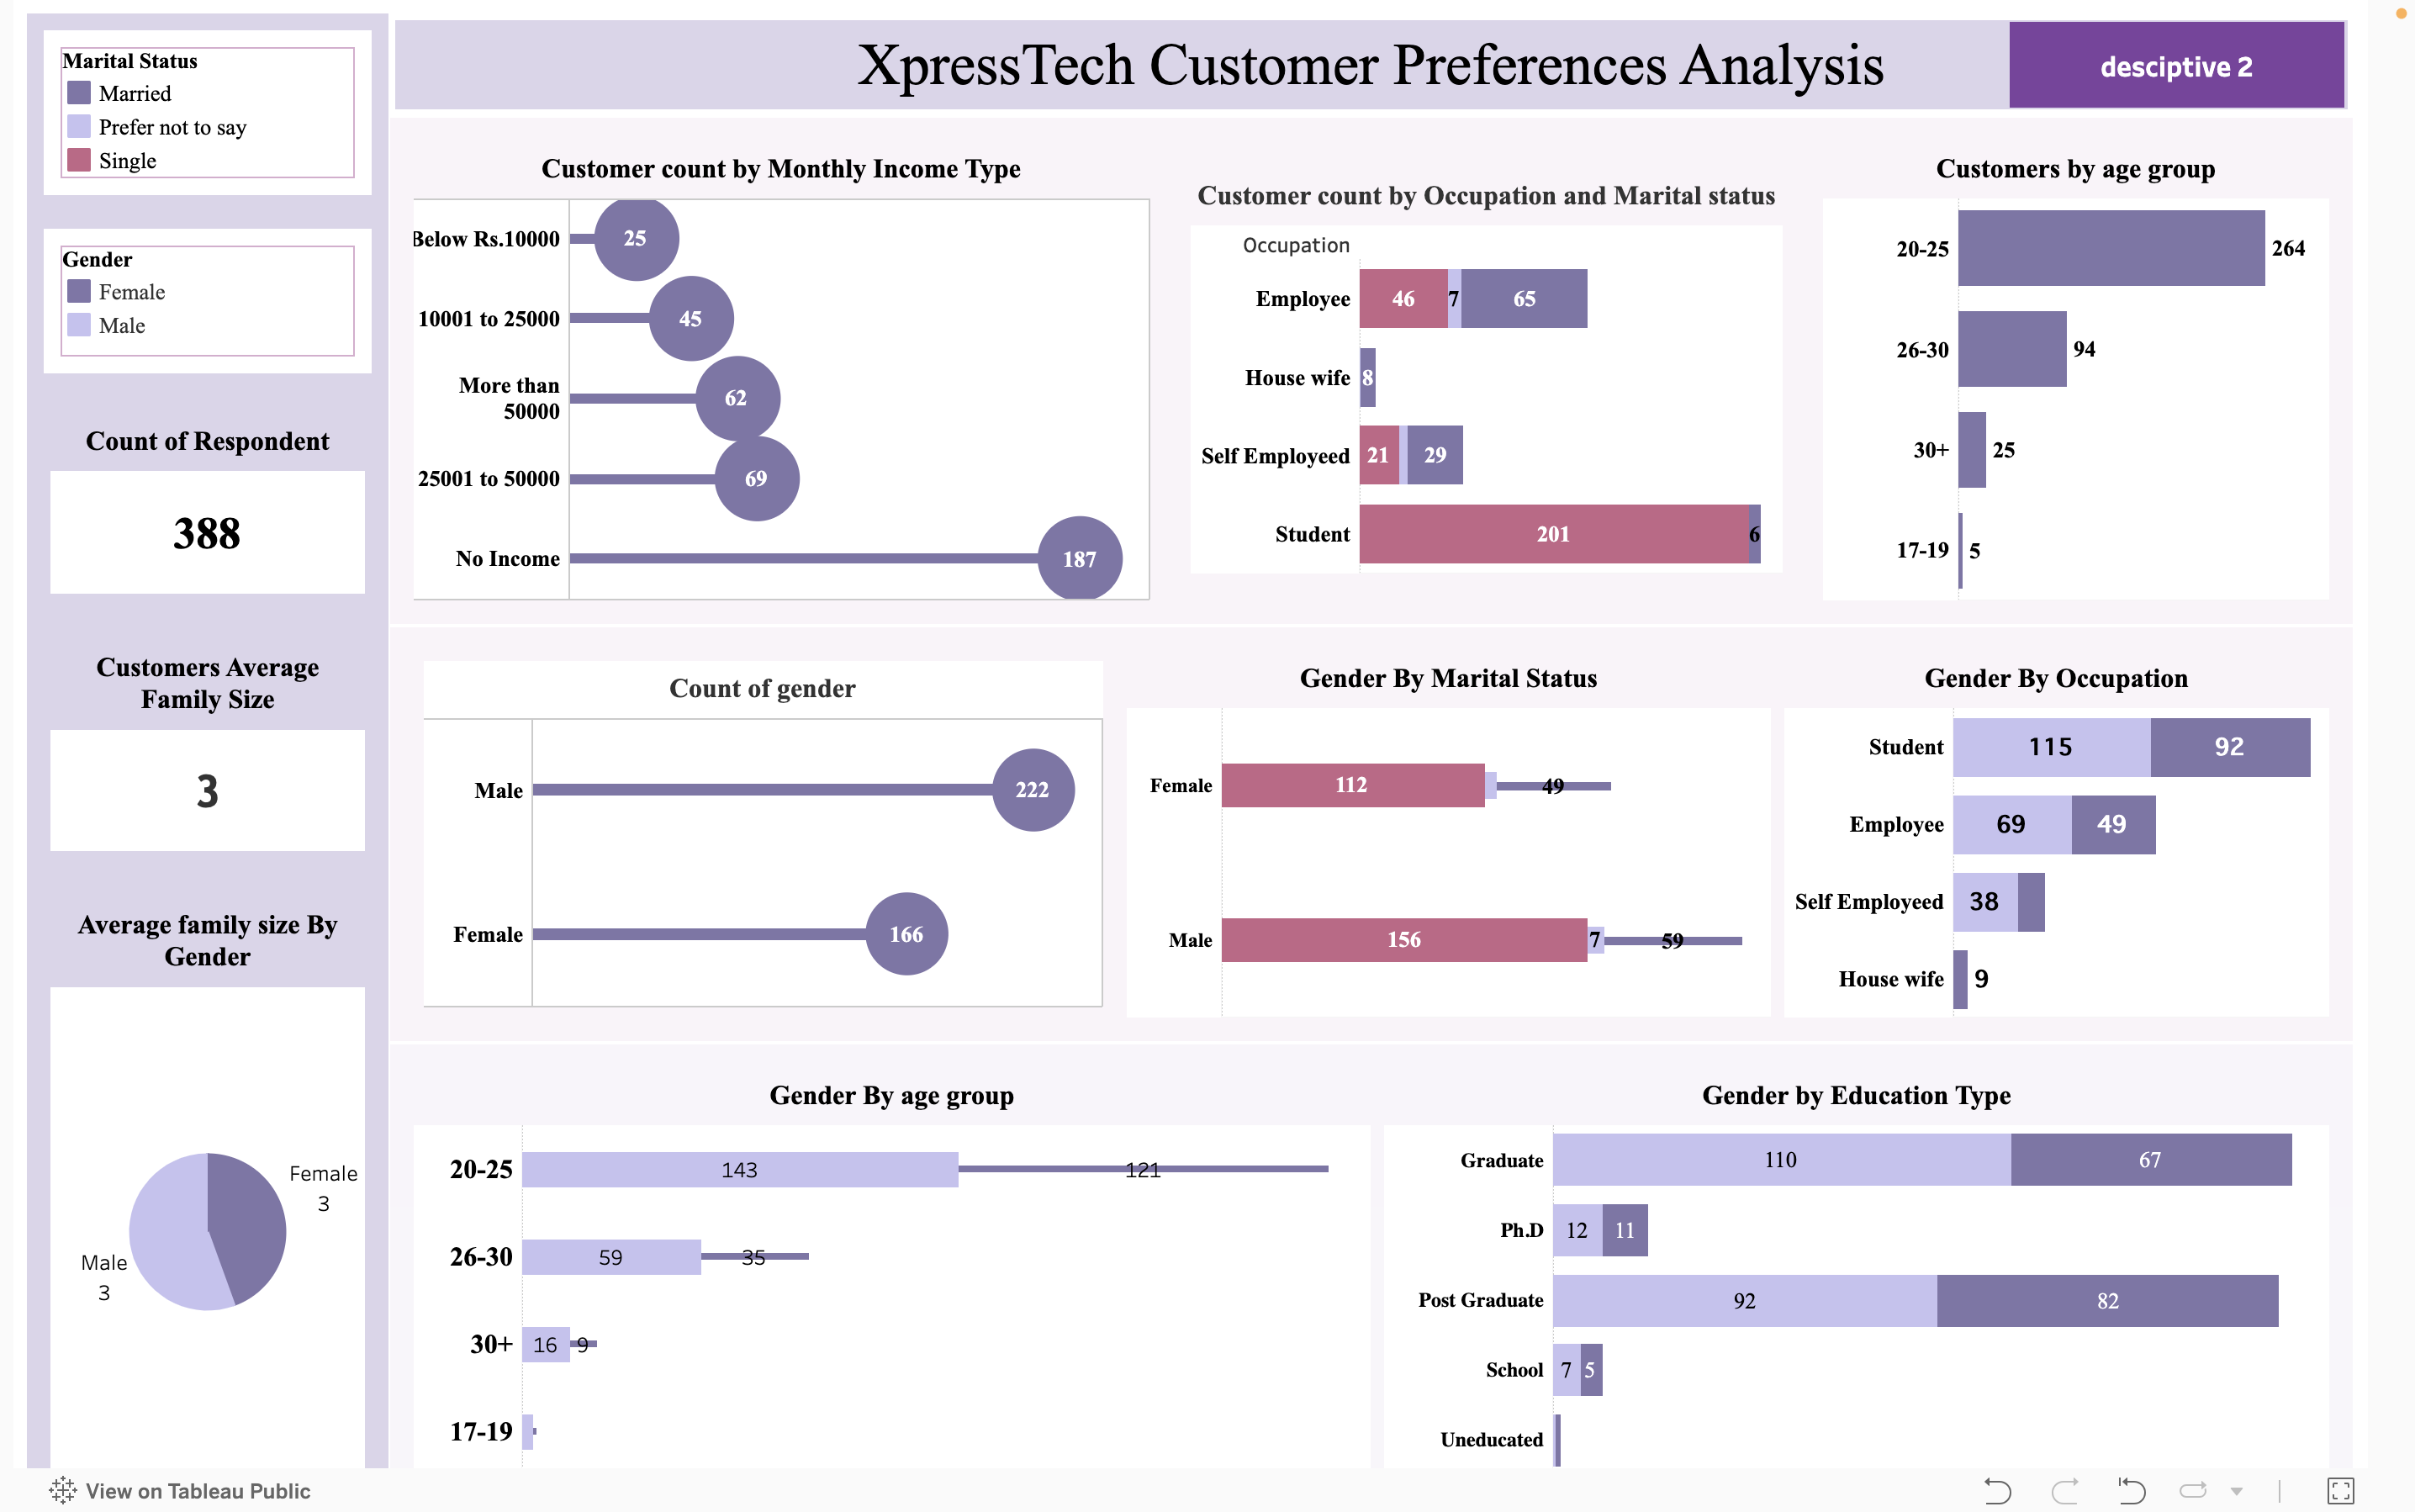 Marital Status
Married
Prefer not to say
Single
Gender
Female
Male
Count of Respondent
388
Customers Average
Family Size
3
Average family size By
Gender
Female
3
Male
3
XpressTech Customer Preferences Analysis
desciptive 2
Customer count by Monthly Income Type
Below Rs.10000
25
10001 to 25000
45
More than
50000
62
25001 to 50000
69
No Income
187
Customer count by Occupation and Marital status
Occupation
Employee
46
7
65
House wife
8
Self Employeed
21
29
Student
201
6
Customers by age group
20-25
264
26-30
94
30+
25
17-19
5
Count of gender
Male
222
Female
166
Gender By Marital Status
Female
112
49
Male
156
7
59
Gender By Occupation
Student
115
92
Employee
69
49
Self Employeed
38
House wife
9
Gender By age group
20-25
143
121
26-30
59
35
30+
16
9
17-19
Gender by Education Type
Graduate
110
67
Ph.D
12
11
Post Graduate
92
82
School
7
5
Uneducated
View on Tableau Public